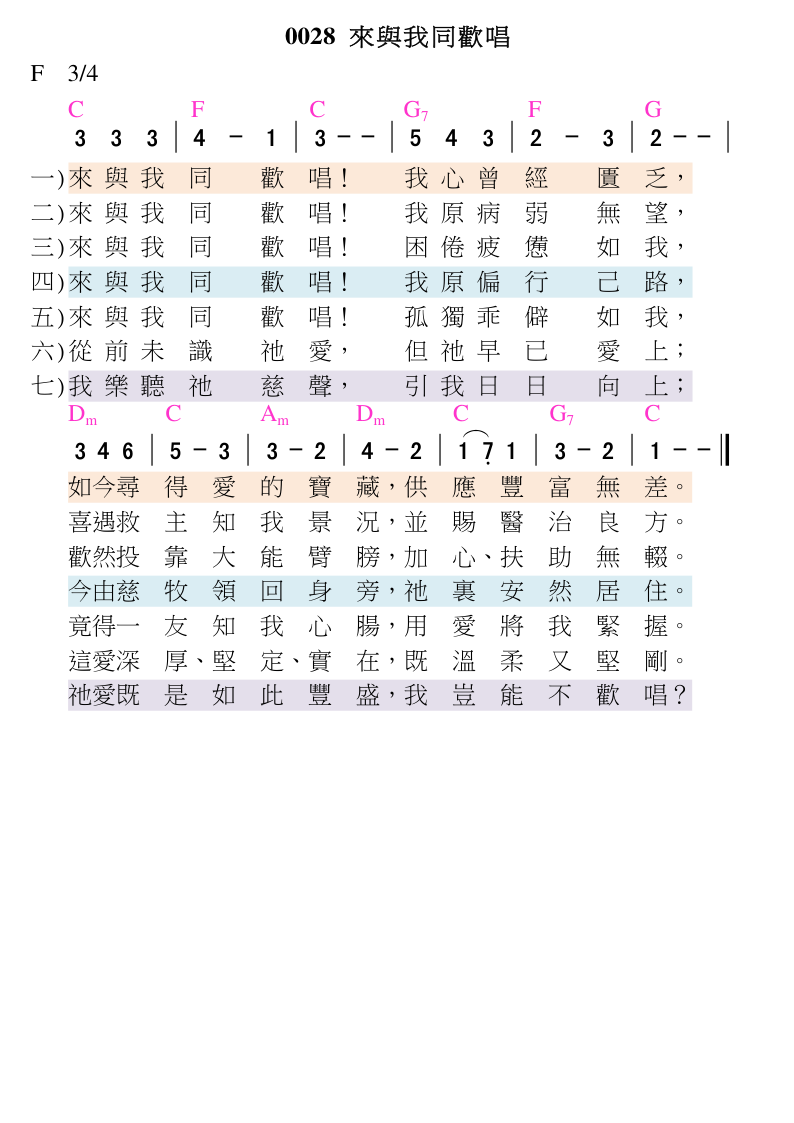 0028 來與我同歡唱
F 3/4
C F C G7 F G
3 3 3 | 4 - 1 | 3 - - | 5 4 3 | 2 - 3 | 2 - - |
一)來與我同歡唱！ 我心曾經匱乏，
二)來與我同歡唱！ 我原病弱無望，
三)來與我同歡唱！ 困倦疲憊如我，
四)來與我同歡唱！ 我原偏行己路，
五)來與我同歡唱！ 孤獨乖僻如我，
六)從前未識祂愛， 但祂早已愛上；
七)我樂聽祂慈聲， 引我日日向上；
Dm C Am Dm C G7 C
3 4 6 | 5 - 3 | 3 - 2 | 4 - 2 | 1 7̣ 1 | 3 - 2 | 1 - - ‖
如今尋得愛的寶藏，供應豐富無差。
喜遇救主知我景況，並賜醫治良方。
歡然投靠大能臂膀，加心、扶助無輟。
今由慈牧領回身旁，祂裏安然居住。
竟得一友知我心腸，用愛將我緊握。
這愛深厚、堅定、實在，既溫柔又堅剛。
祂愛既是如此豐盛，我豈能不歡唱？